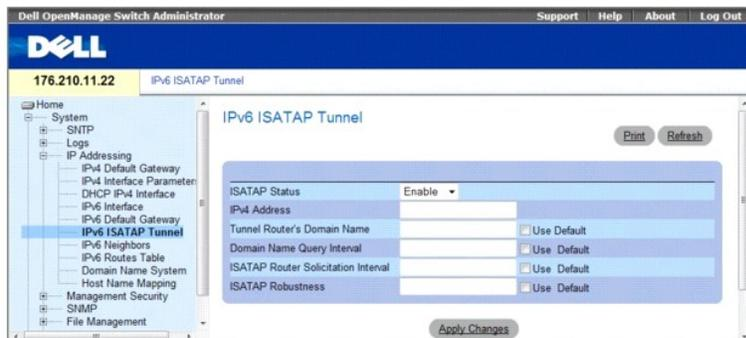 Dell OpenManage Switch Administrator Support Help About Log Out
DELL
176.210.11.22 IPv6 ISATAP Tunnel
Home
System
SNTP
Logs
IP Addressing
IPv4 Default Gateway
IPv4 Interface Parameters
DHCP IPv4 Interface
IPv6 Interface
IPv6 Default Gateway
IPv6 ISATAP Tunnel
IPv6 Neighbors
IPv6 Routes Table
Domain Name System
Host Name Mapping
Management Security
SNMP
File Management
IPv6 ISATAP Tunnel
Print Refresh
ISATAP Status Enable
IPv4 Address
Tunnel Router's Domain Name Use Default
Domain Name Query Interval Use Default
ISATAP Router Solicitation Interval Use Default
ISATAP Robustness Use Default
Apply Changes